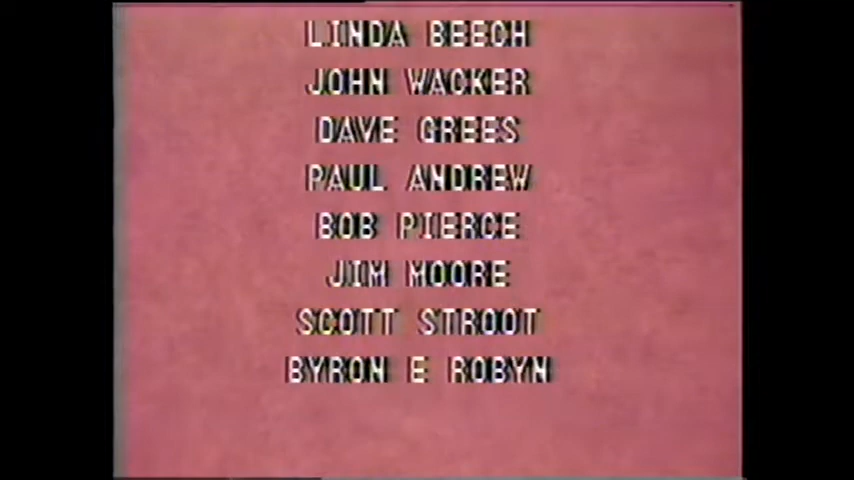 LINDA BEECH
JOHN WACKER
DAVE GREES
PAUL ANDREW
BOB PIERCE
JIM MOORE
SCOTT STROOT
BYRON E ROBYN